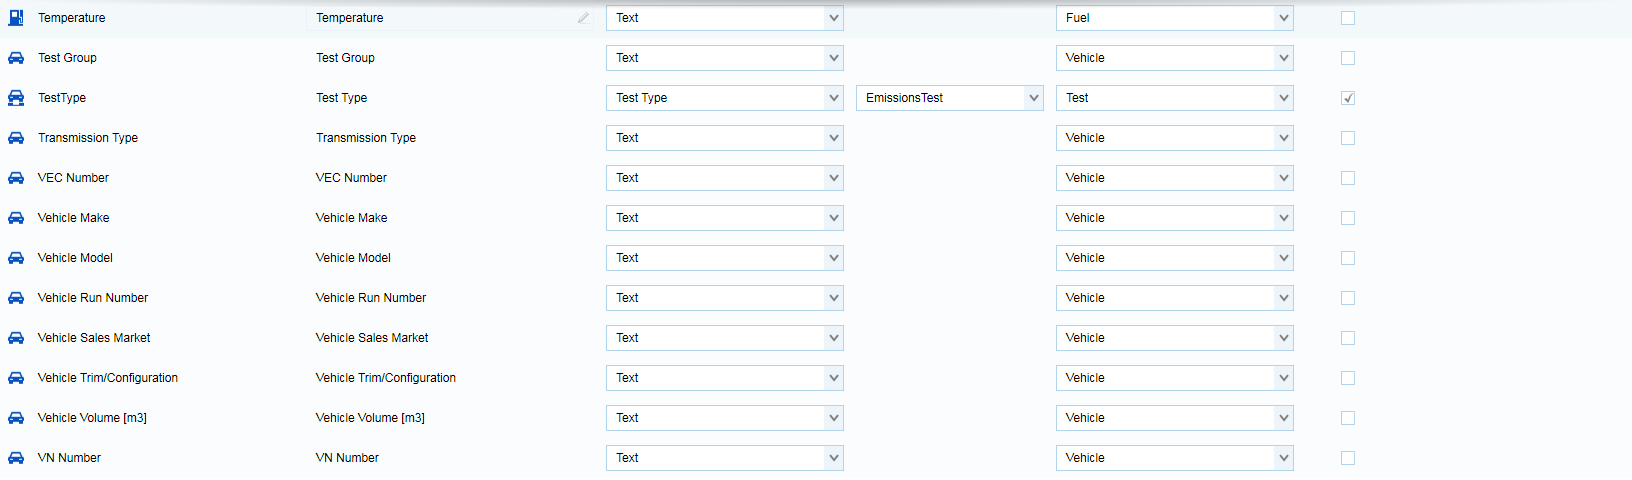 Temperature Temperature Text Fuel
Test Group Test Group Text Vehicle
TestType Test Type Test Type EmissionsTest Test
Transmission Type Transmission Type Text Vehicle
VEC Number VEC Number Text Vehicle
Vehicle Make Vehicle Make Text Vehicle
Vehicle Model Vehicle Model Text Vehicle
Vehicle Run Number Vehicle Run Number Text Vehicle
Vehicle Sales Market Vehicle Sales Market Text Vehicle
Vehicle Trim/Configuration Vehicle Trim/Configuration Text Vehicle
Vehicle Volume [m3] Vehicle Volume [m3] Text Vehicle
VN Number VN Number Text Vehicle